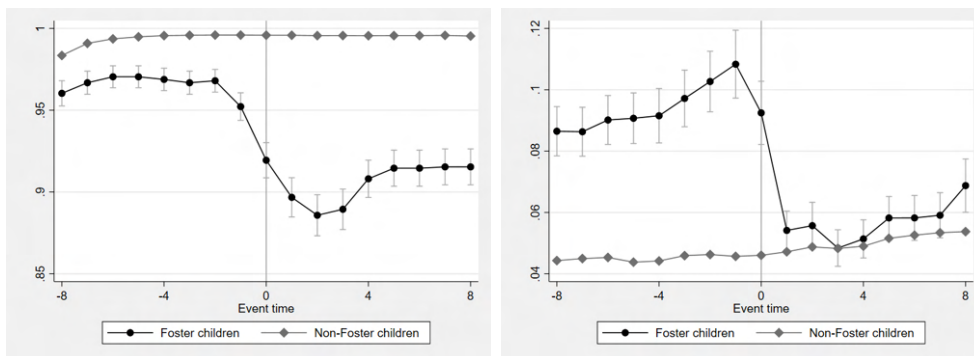 1
.95
.9
.85
-8 -4 0 4 8
Event time
Foster children Non-Foster children
.12
.1
.08
.06
.04
-8 -4 0 4 8
Event time
Foster children Non-Foster children